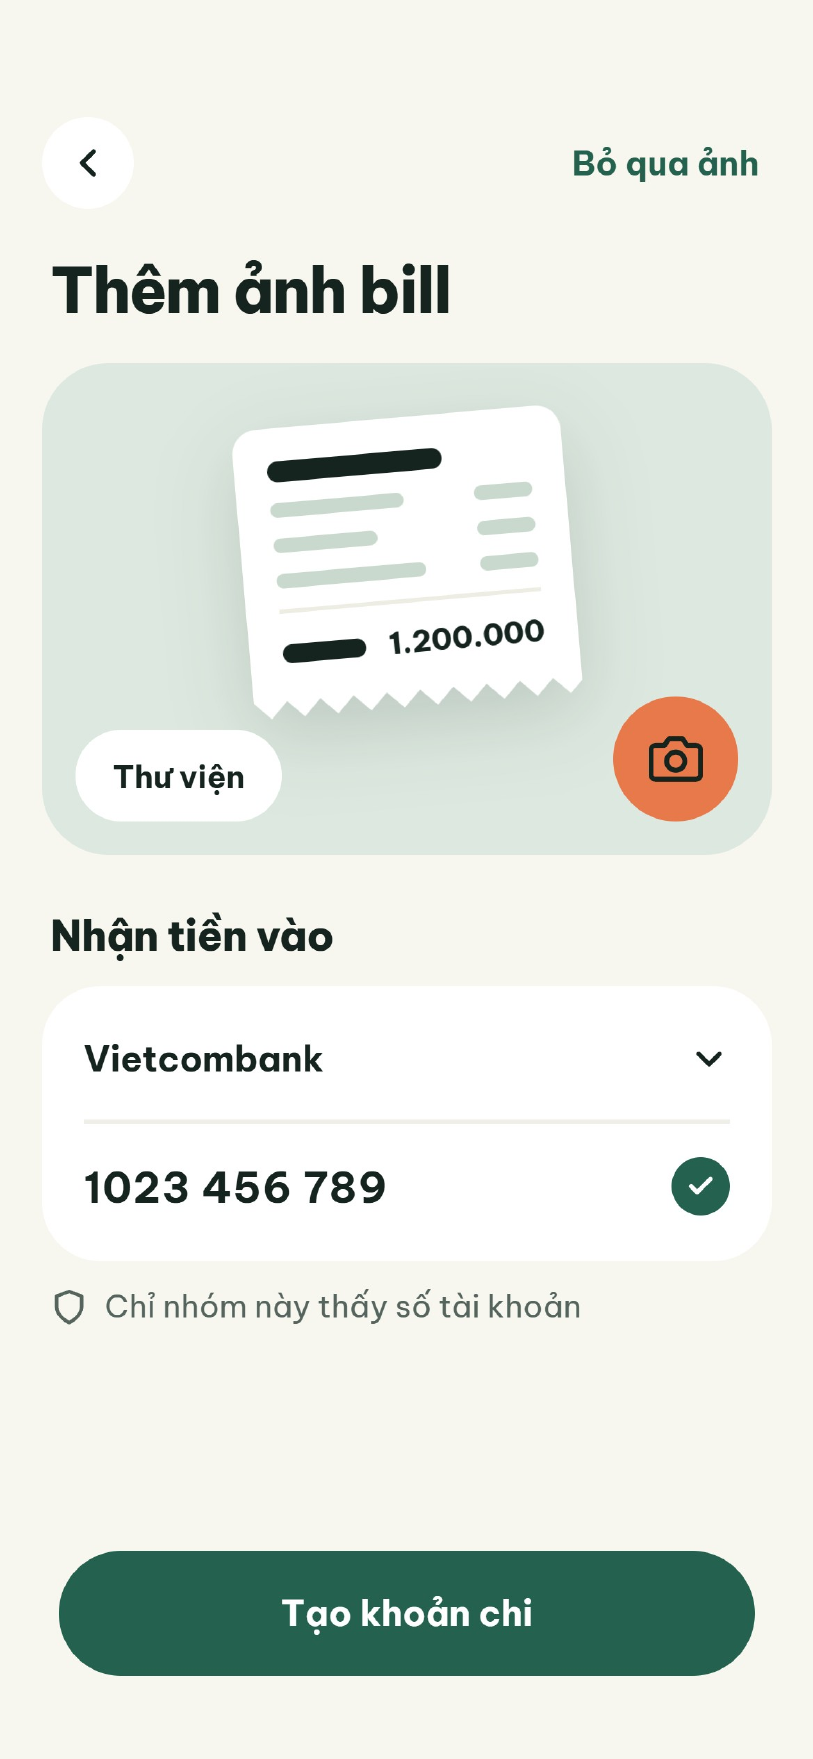 Bỏ qua ảnh
Thêm ảnh bill
1.200.000
Thư viện
Nhận tiền vào
Vietcombank
1023 456 789
Chỉ nhóm này thấy số tài khoản
Tạo khoản chi